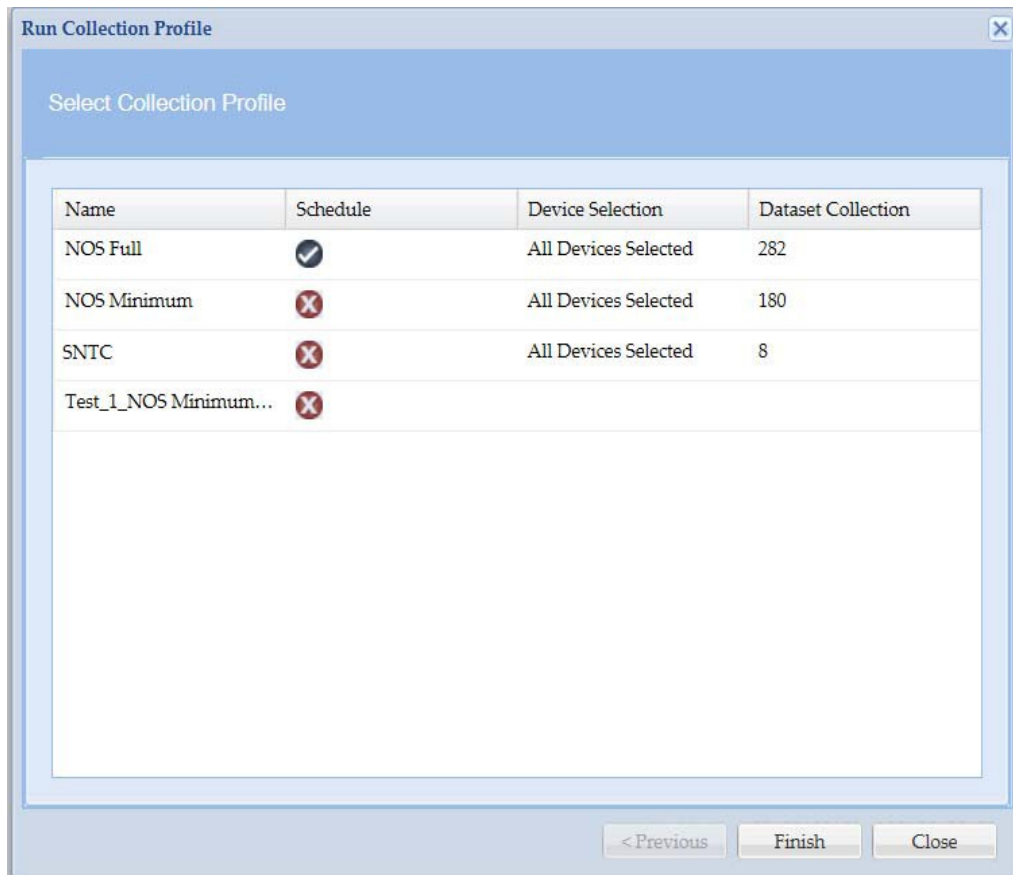 Run Collection Profile
Select Collection Profile
Name Schedule Device Selection Dataset Collection
NOS Full All Devices Selected 282
NOS Minimum All Devices Selected 180
SNTC All Devices Selected 8
Test_1_NOS Minimum...
< Previous Finish Close